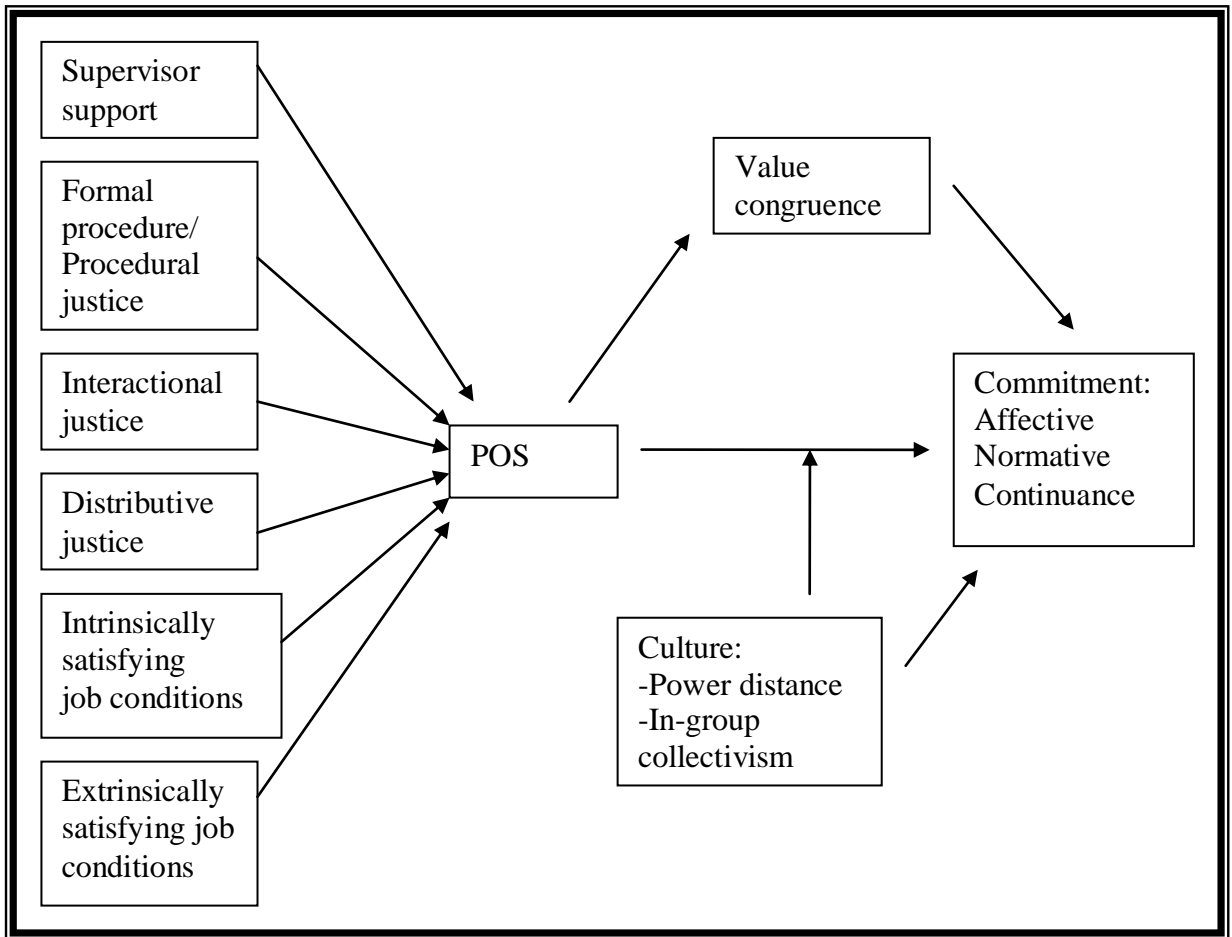 Supervisor
support
Formal
procedure/
Procedural
justice
Interactional
justice
Distributive
justice
Intrinsically
satisfying
job conditions
Extrinsically
satisfying job
conditions
POS
Value
congruence
Culture:
-Power distance
-In-group
collectivism
Commitment:
Affective
Normative
Continuance